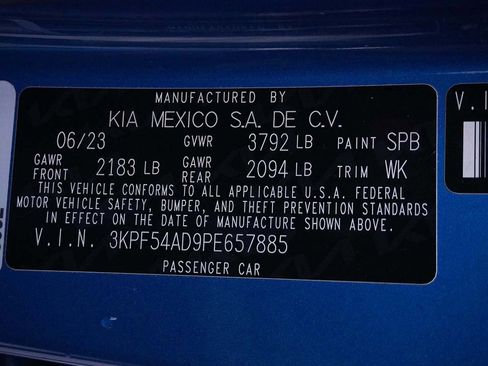 MANUFACTURED BY
KIA MEXICO S.A. DE C.V.
06/23 GVWR 3792 LB PAINT SPB
GAWR FRONT 2183 LB GAWR REAR 2094 LB TRIM WK
THIS VEHICLE CONFORMS TO ALL APPLICABLE U.S.A. FEDERAL
MOTOR VEHICLE SAFETY, BUMPER, AND THEFT PREVENTION STANDARDS
IN EFFECT ON THE DATE OF MANUFACTURE SHOWN ABOVE.
V.I.N. 3KPF54AD9PE657885
PASSENGER CAR
V.I